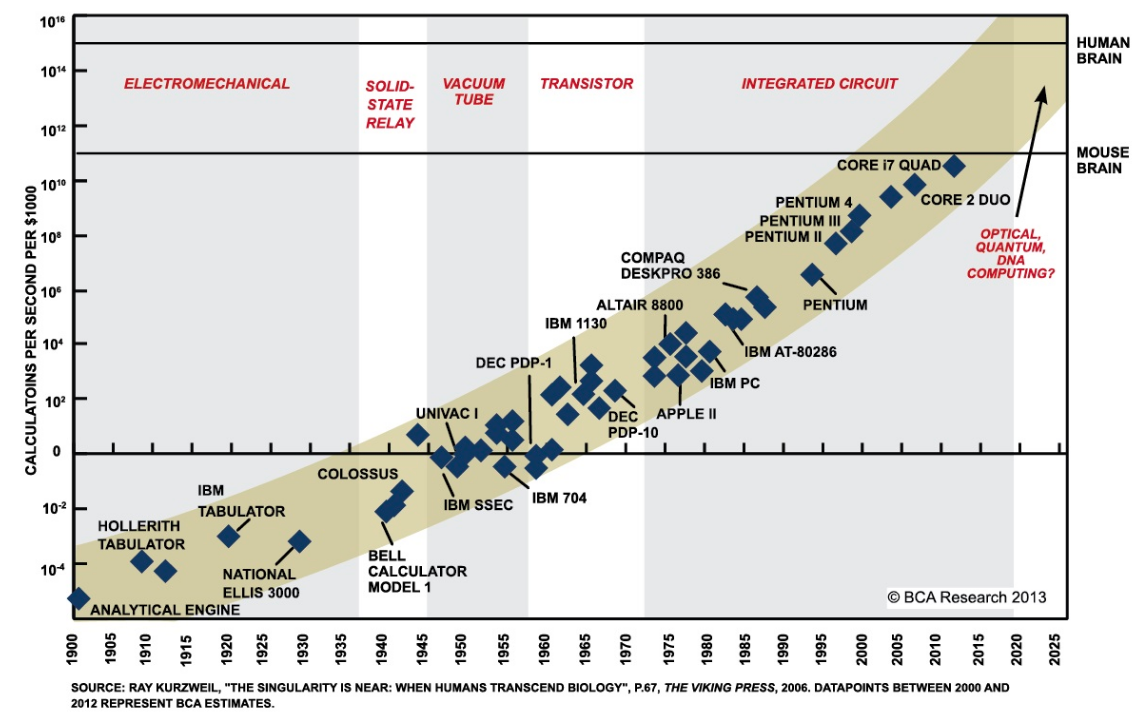 10^16
10^14
10^12
10^10
10^8
10^6
10^4
10^2
0
10^-2
10^-4
CALCULATOINS PER SECOND PER $1000
ELECTROMECHANICAL
SOLID-
STATE
RELAY
VACUUM
TUBE
TRANSISTOR
INTEGRATED CIRCUIT
HUMAN
BRAIN
MOUSE
BRAIN
CORE i7 QUAD
CORE 2 DUO
PENTIUM 4
PENTIUM III
PENTIUM II
OPTICAL,
QUANTUM,
DNA
COMPUTING?
COMPAQ
DESKPRO 386
PENTIUM
ALTAIR 8800
IBM 1130
IBM AT-80286
DEC PDP-1
IBM PC
UNIVAC I
DEC
PDP-10
APPLE II
COLOSSUS
IBM SSEC
IBM 704
IBM
TABULATOR
HOLLERITH
TABULATOR
NATIONAL
ELLIS 3000
BELL
CALCULATOR
MODEL 1
ANALYTICAL ENGINE
© BCA Research 2013
1900
1905
1910
1915
1920
1925
1930
1935
1940
1945
1950
1955
1960
1965
1970
1975
1980
1985
1990
1995
2000
2005
2010
2015
2020
2025
SOURCE: RAY KURZWEIL, "THE SINGULARITY IS NEAR: WHEN HUMANS TRANSCEND BIOLOGY", P.67, THE VIKING PRESS, 2006. DATAPOINTS BETWEEN 2000 AND
2012 REPRESENT BCA ESTIMATES.